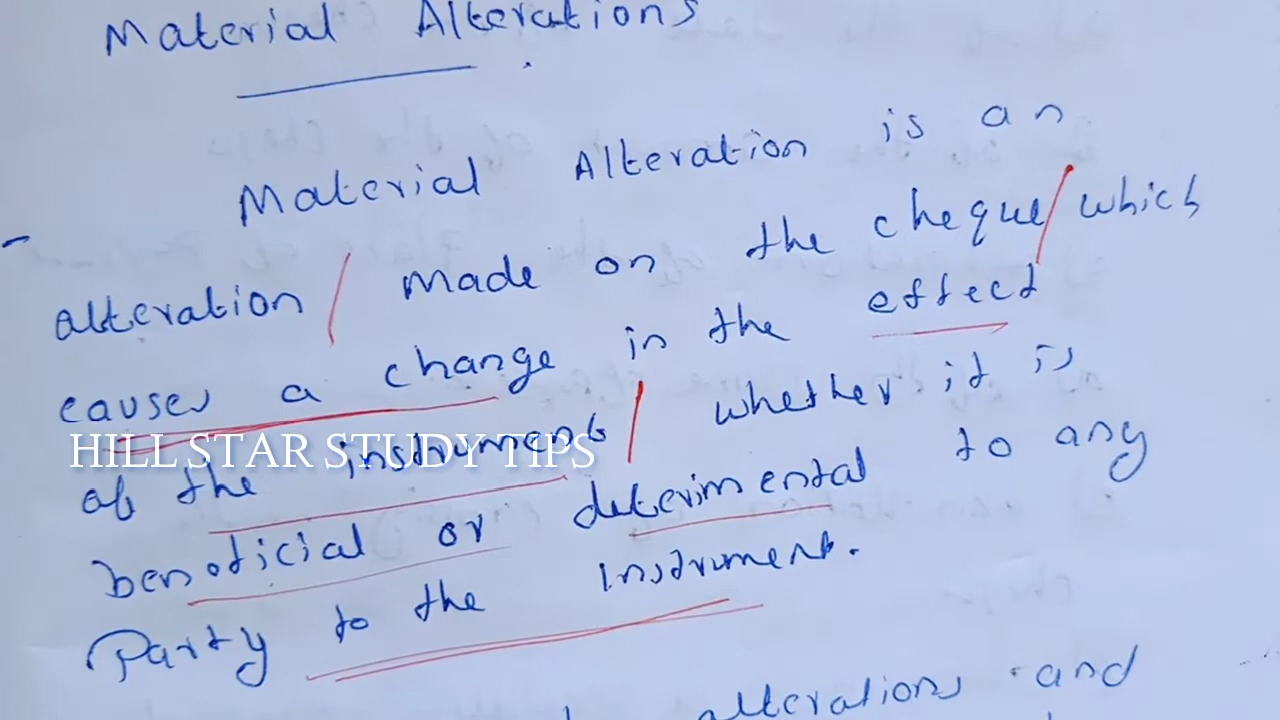 Material Alterations
Material Alteration is an
alteration / made on the cheque / which
causes a change in the effect
of the instrument / whether it is
HILL STAR STUDY TIPS
beneficial or deterimental to any
Party to the instrument.
alterations and